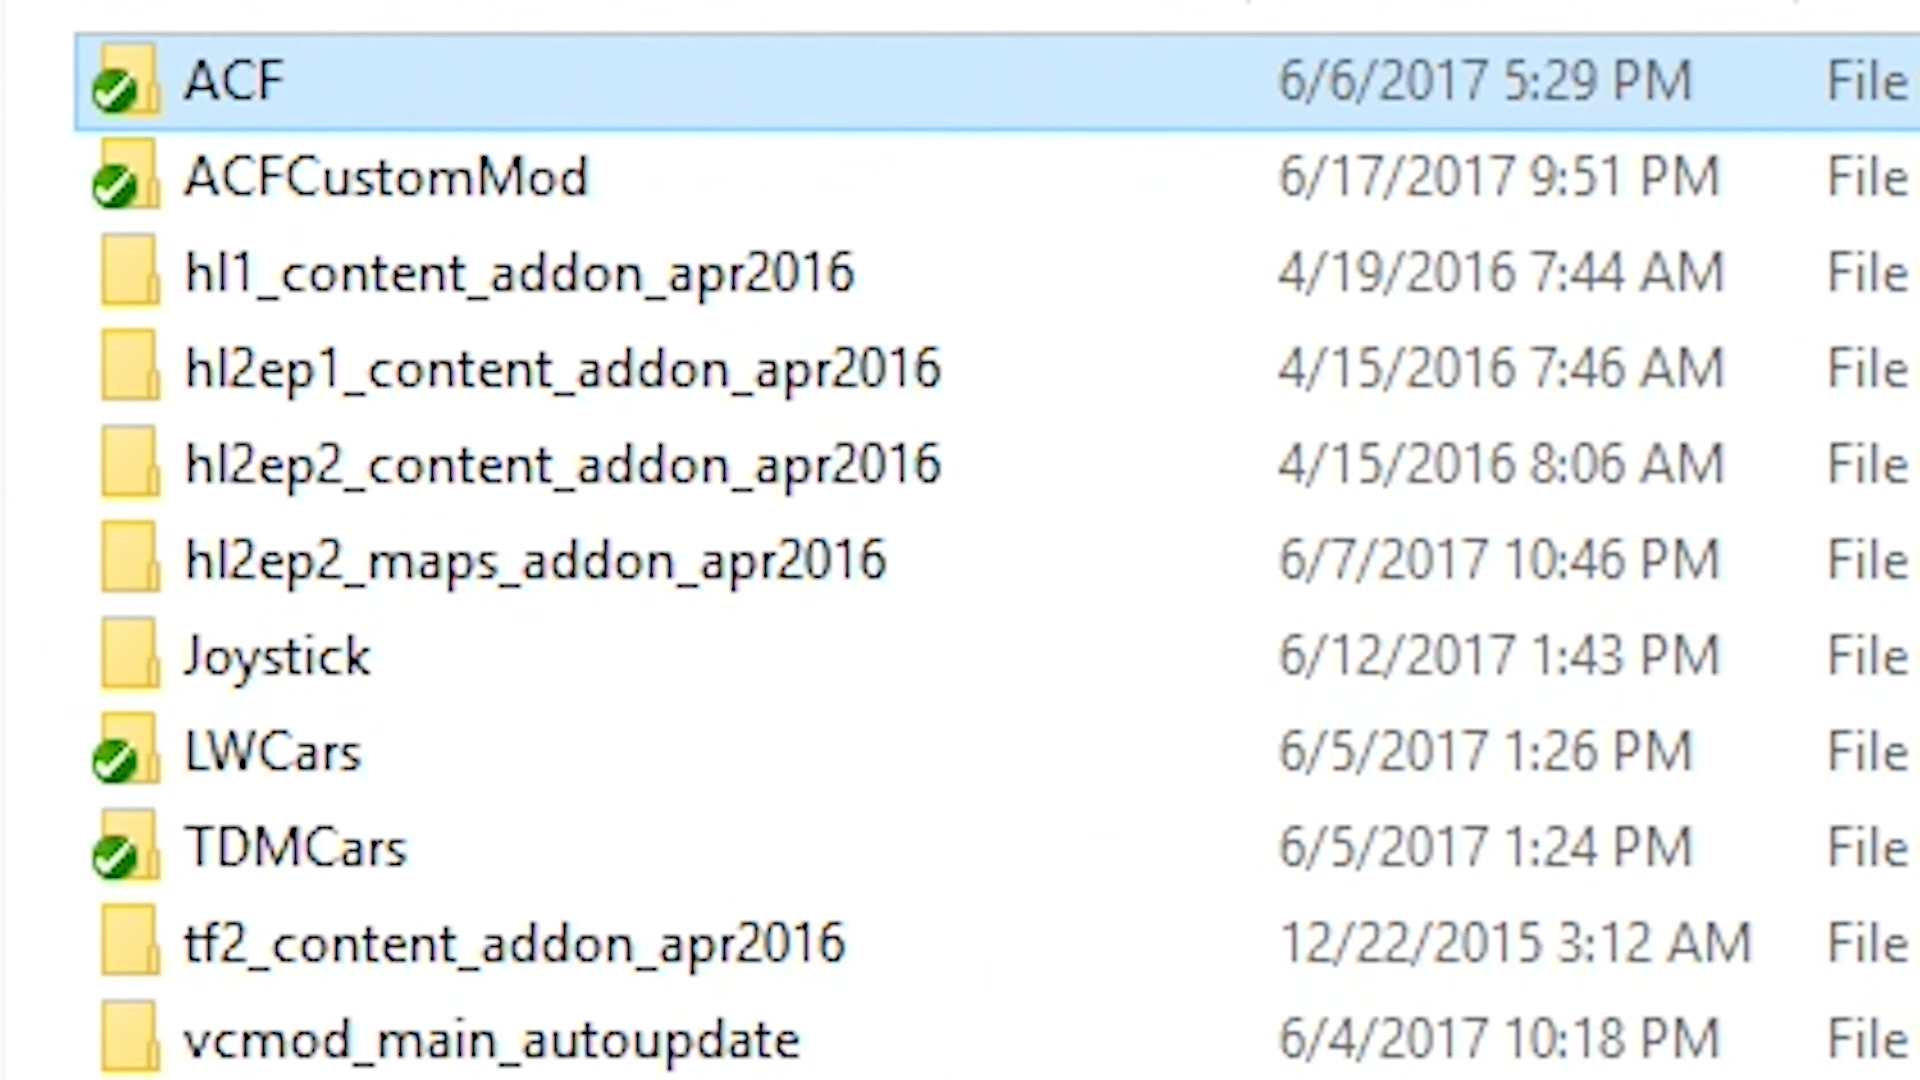 ACF 6/6/2017 5:29 PM File
ACFCustomMod 6/17/2017 9:51 PM File
hl1_content_addon_apr2016 4/19/2016 7:44 AM File
hl2ep1_content_addon_apr2016 4/15/2016 7:46 AM File
hl2ep2_content_addon_apr2016 4/15/2016 8:06 AM File
hl2ep2_maps_addon_apr2016 6/7/2017 10:46 PM File
Joystick 6/12/2017 1:43 PM File
LWCars 6/5/2017 1:26 PM File
TDMCars 6/5/2017 1:24 PM File
tf2_content_addon_apr2016 12/22/2015 3:12 AM File
vcmod_main_autoupdate 6/4/2017 10:18 PM File